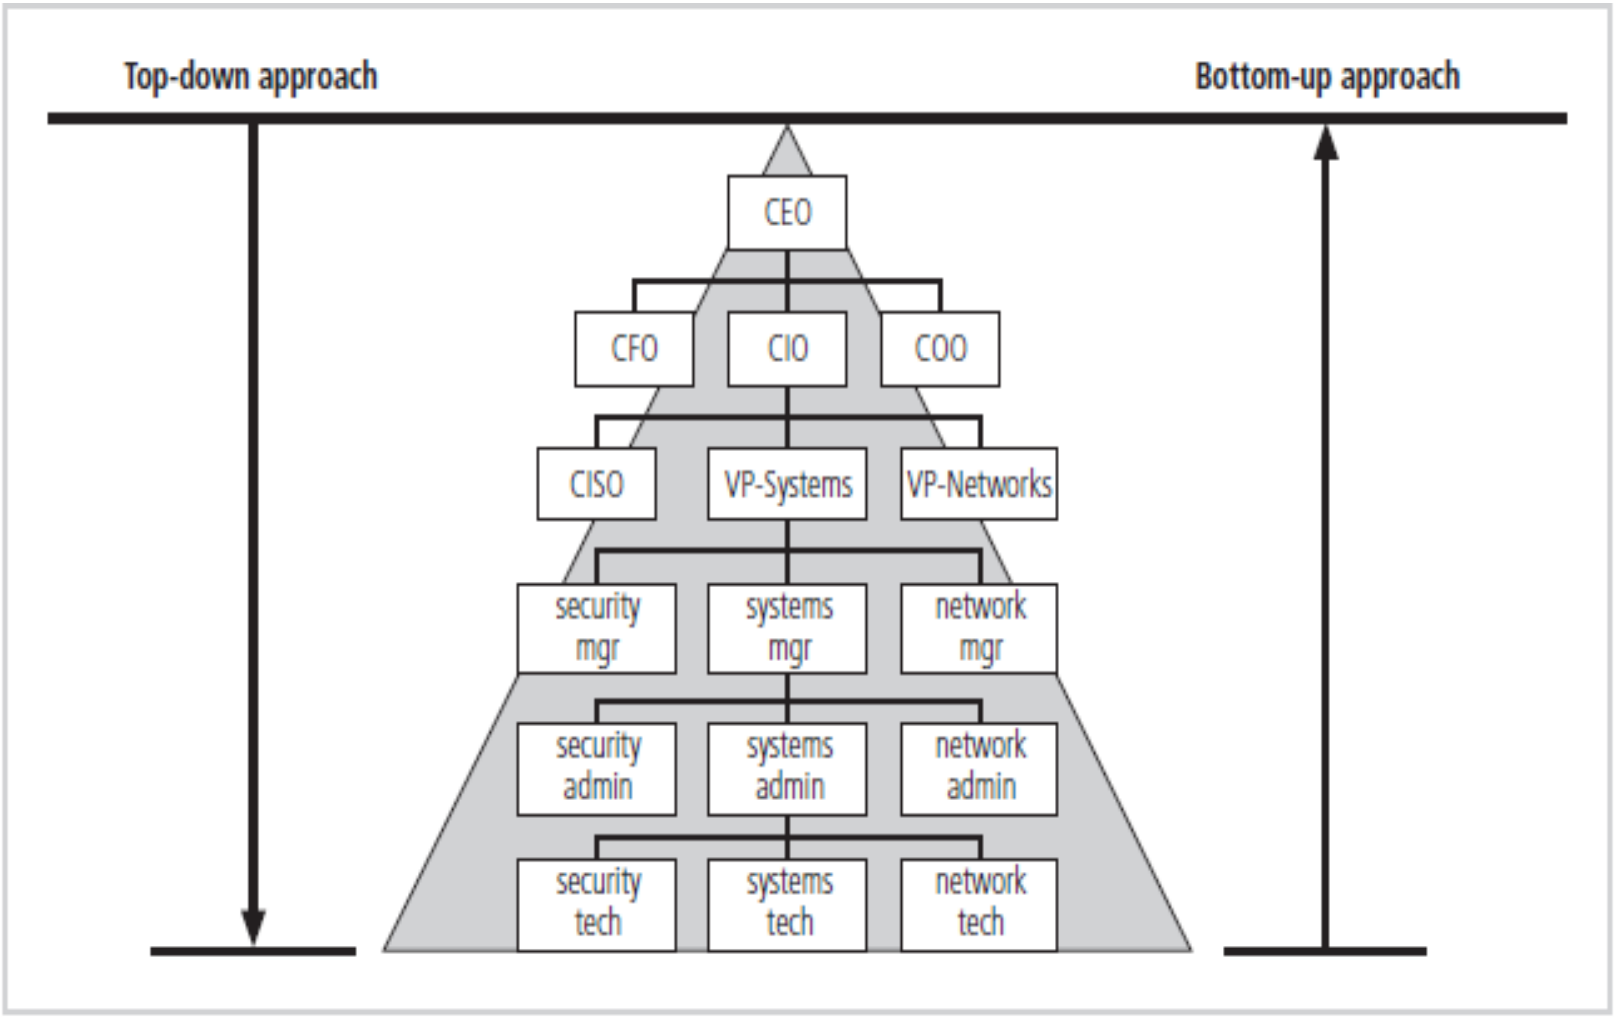 Top-down approach
Bottom-up approach
CEO
CFO
CIO
COO
CISO
VP-Systems
VP-Networks
security
mgr
systems
mgr
network
mgr
security
admin
systems
admin
network
admin
security
tech
systems
tech
network
tech